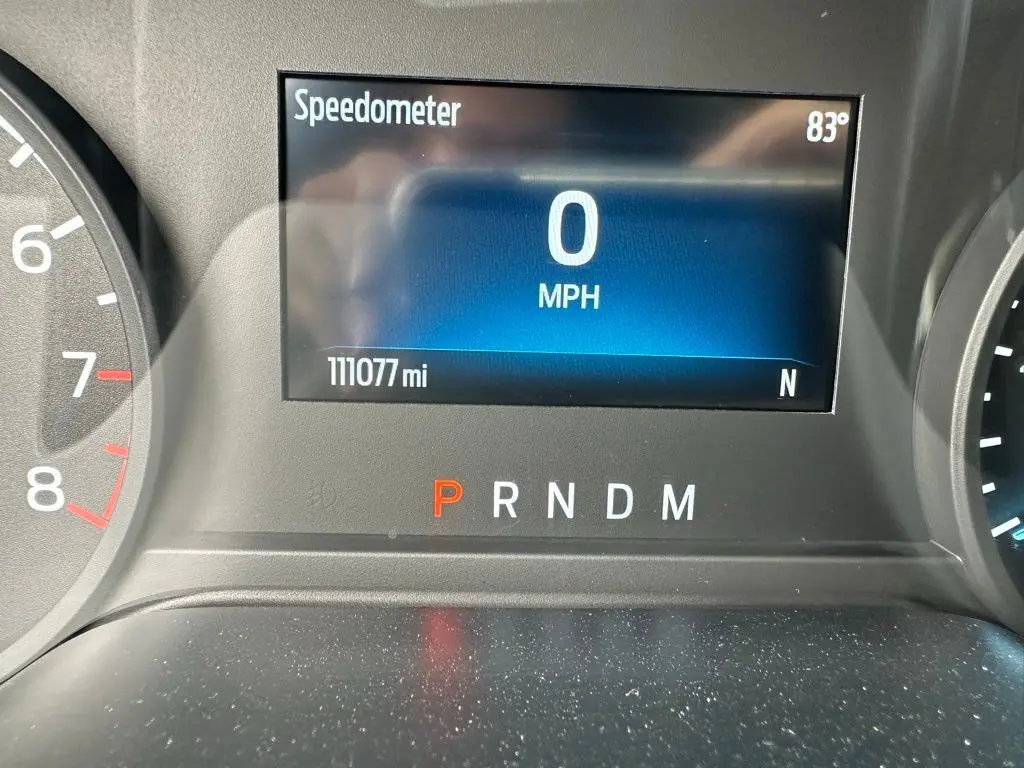 Speedometer
83°
0
MPH
111077 mi
N
6
7
8
P R N D M